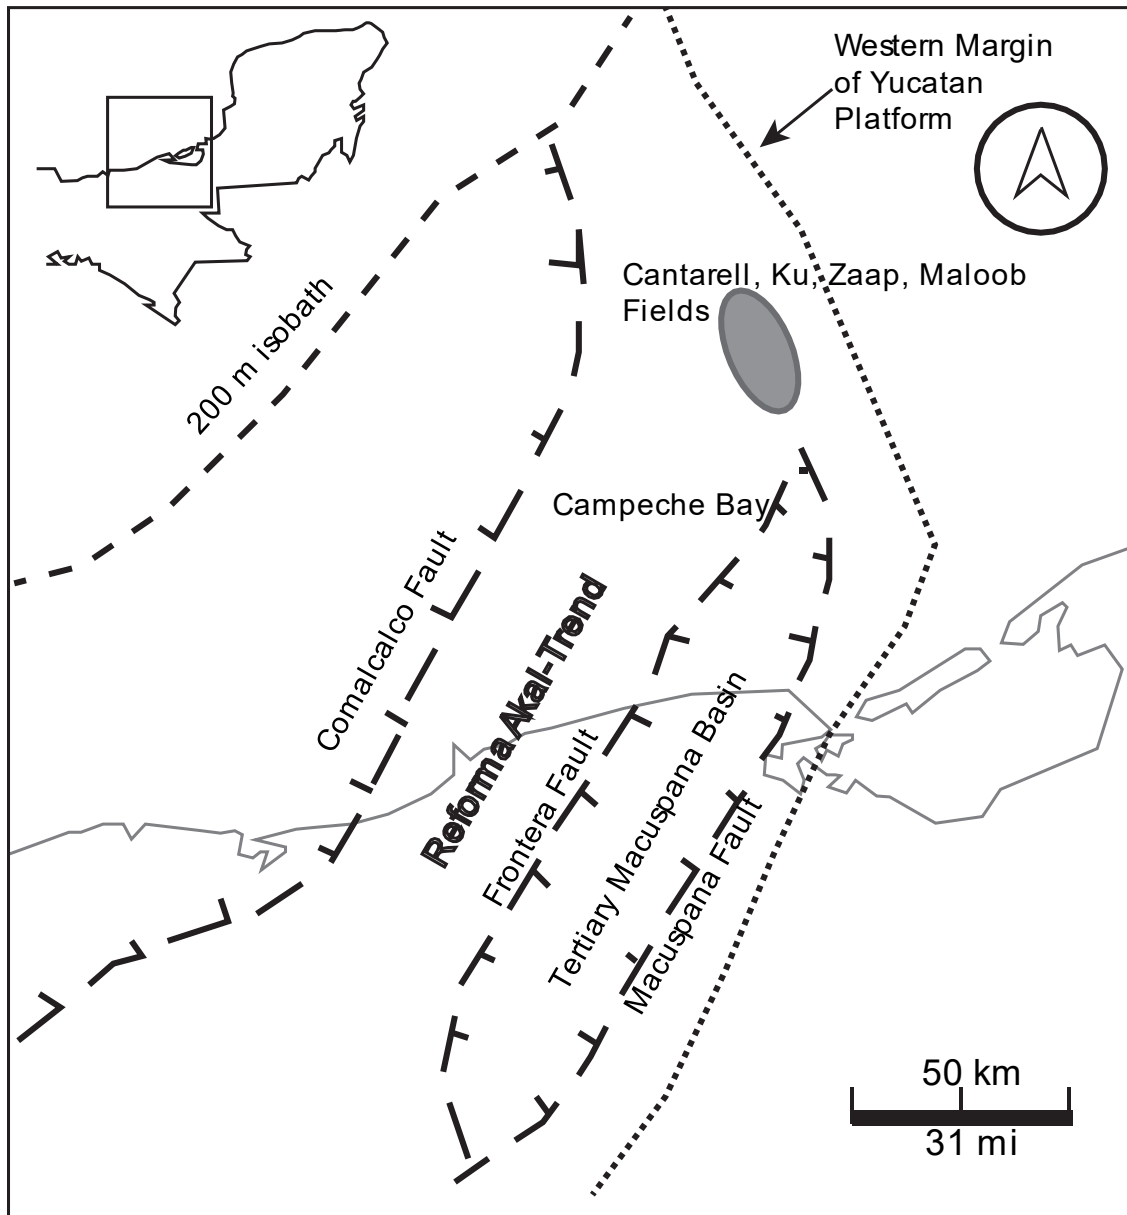 Western Margin
of Yucatan
Platform
Cantarell, Ku, Zaap, Maloob
Fields
200 m isobath
Campeche Bay
Comalcalco Fault
Reforma Akal-Trend
Frontera Fault
Tertiary Macuspana Basin
Macuspana Fault
50 km
31 mi